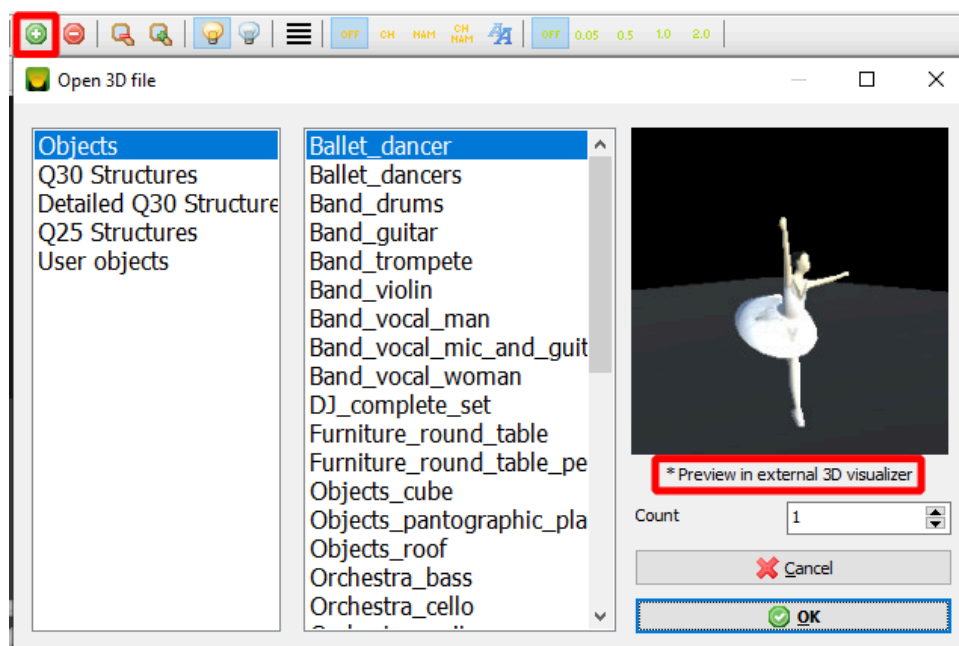 OFF CH NAM CH NAM OFF 0.05 0.5 1.0 2.0
Open 3D file
Objects
Q30 Structures
Detailed Q30 Structure
Q25 Structures
User objects
Ballet_dancer
Ballet_dancers
Band_drums
Band_guitar
Band_trompete
Band_violin
Band_vocal_man
Band_vocal_mic_and_guit
Band_vocal_woman
DJ_complete_set
Furniture_round_table
Furniture_round_table_pe
Objects_cube
Objects_pantographic_pla
Objects_roof
Orchestra_bass
Orchestra_cello
* Preview in external 3D visualizer
Count 1
Cancel
OK